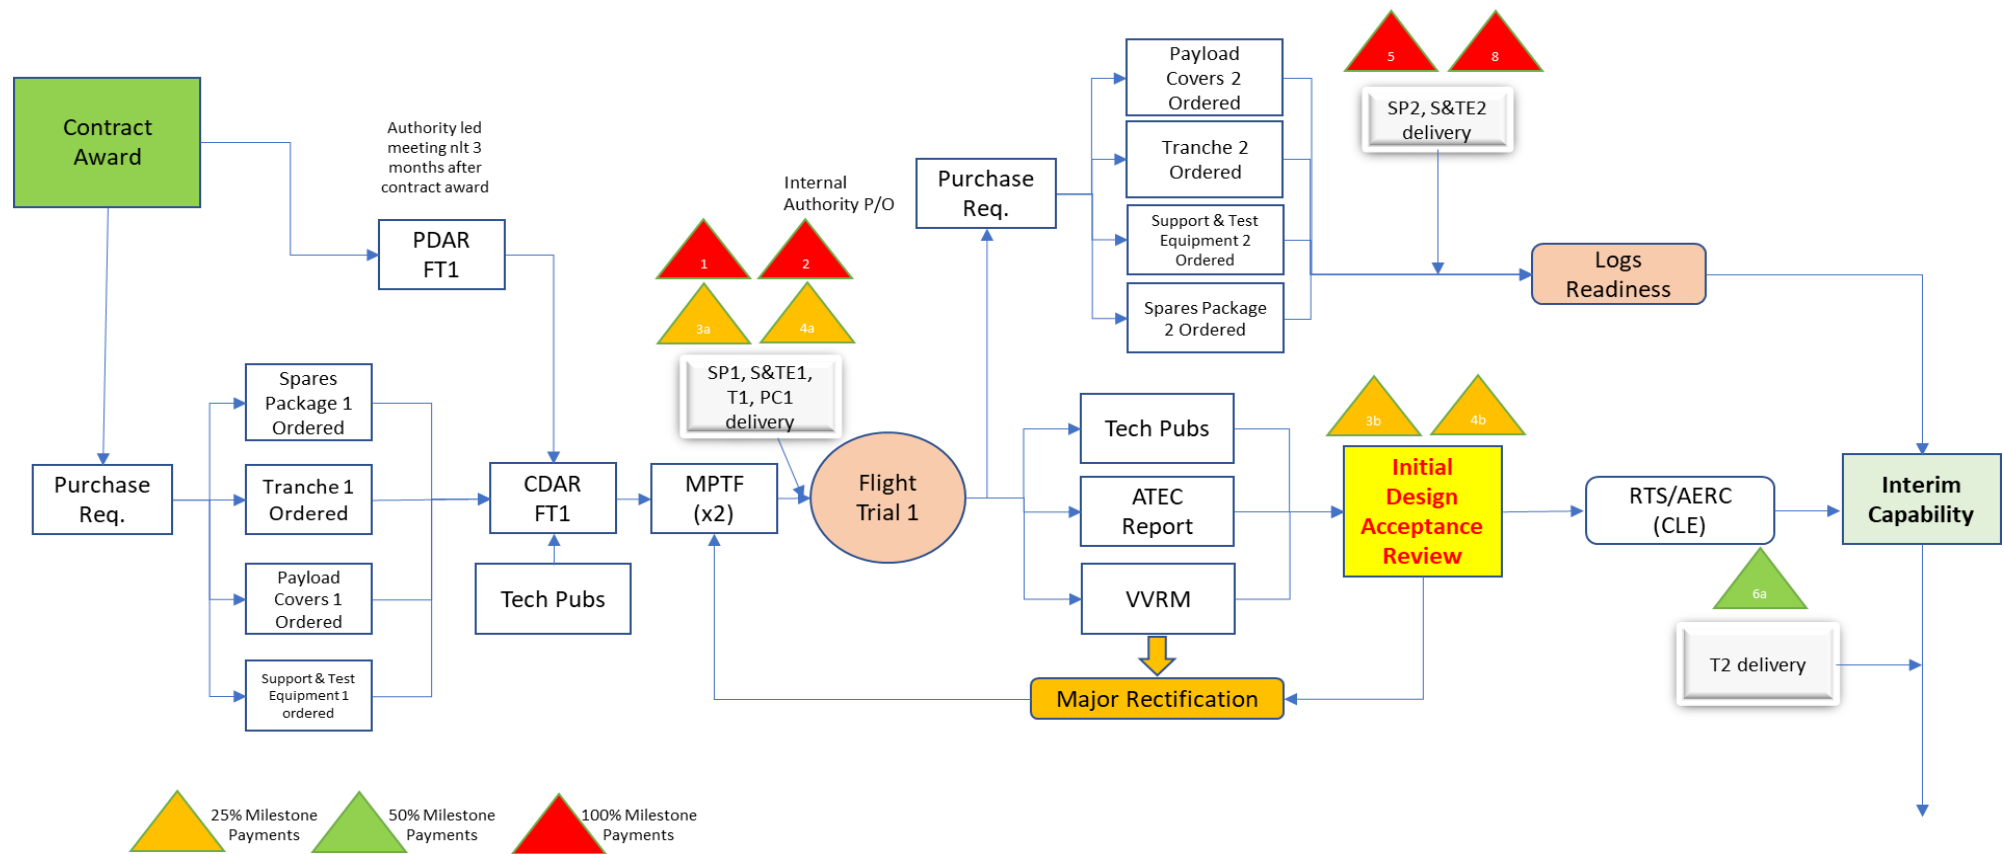 Contract
Award
Authority led
meeting nlt 3
months after
contract award
PDAR
FT1
Purchase
Req.
Spares
Package 1
Ordered
Tranche 1
Ordered
Payload
Covers 1
Ordered
Support & Test
Equipment 1
ordered
CDAR
FT1
Tech Pubs
MPTF
(x2)
Internal
Authority P/O
1
2
3a
4a
SP1, S&TE1,
T1, PC1
delivery
Flight
Trial 1
Purchase
Req.
Payload
Covers 2
Ordered
Tranche 2
Ordered
Support & Test
Equipment 2
Ordered
Spares Package
2 Ordered
5
8
SP2, S&TE2
delivery
Logs
Readiness
Tech Pubs
ATEC
Report
VVRM
Major Rectification
3b
4b
Initial
Design
Acceptance
Review
RTS/AERC
(CLE)
Interim
Capability
6a
T2 delivery
25% Milestone
Payments
50% Milestone
Payments
100% Milestone
Payments